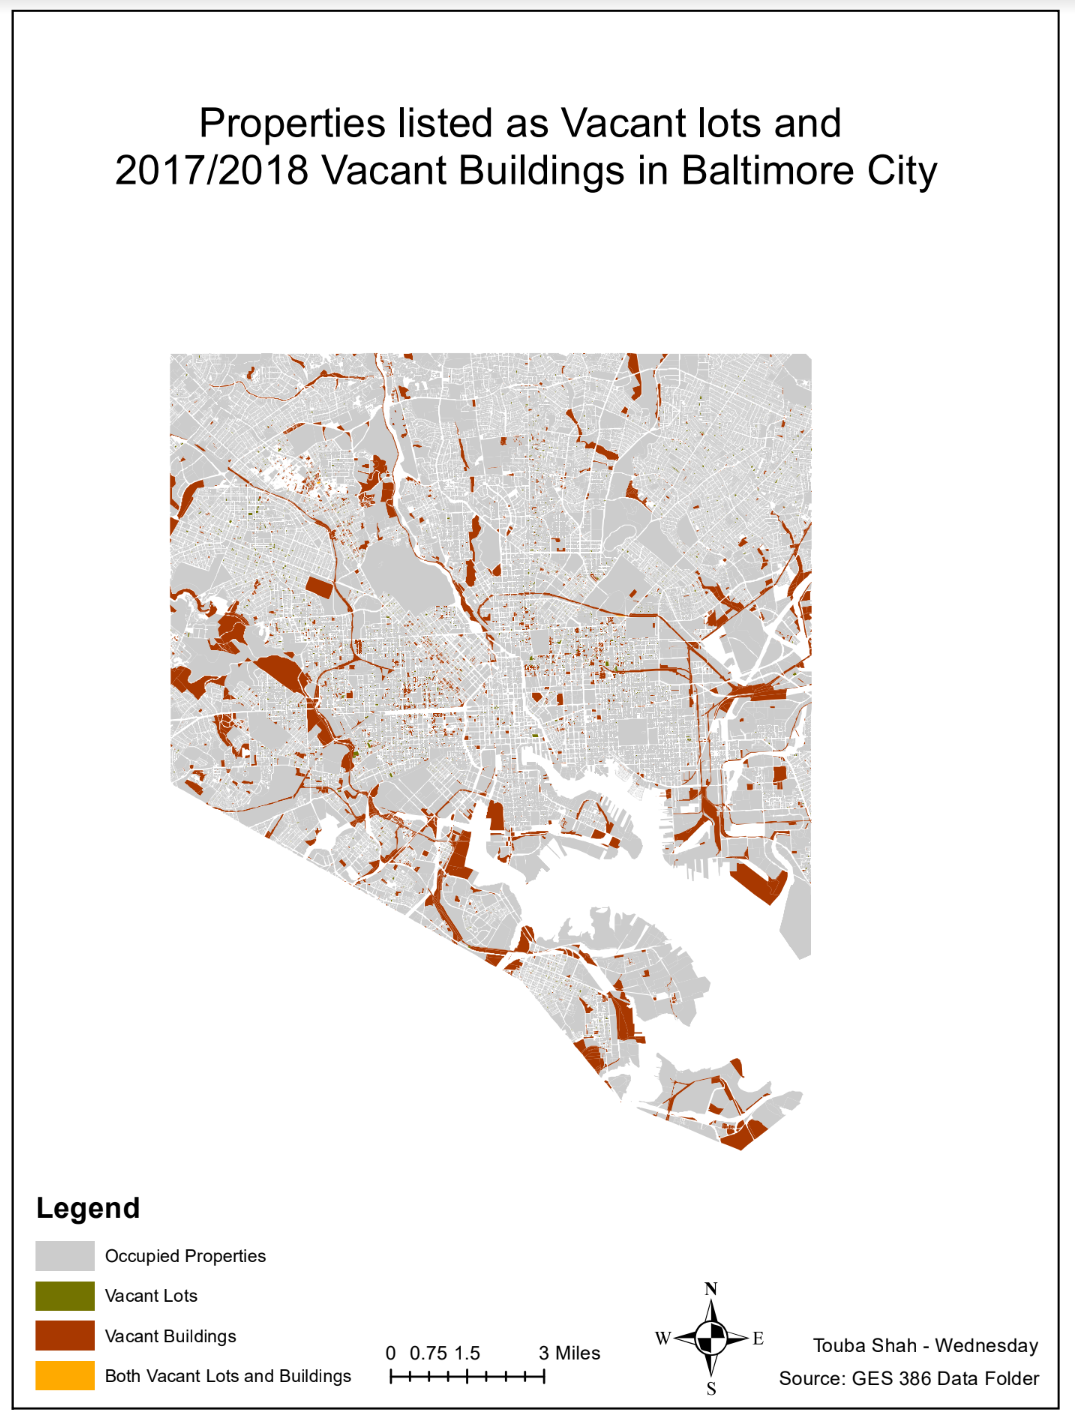 Properties listed as Vacant lots and
2017/2018 Vacant Buildings in Baltimore City
Legend
Occupied Properties
Vacant Lots
Vacant Buildings
Both Vacant Lots and Buildings
0 0.75 1.5 3 Miles
N
W E
S
Touba Shah - Wednesday
Source: GES 386 Data Folder